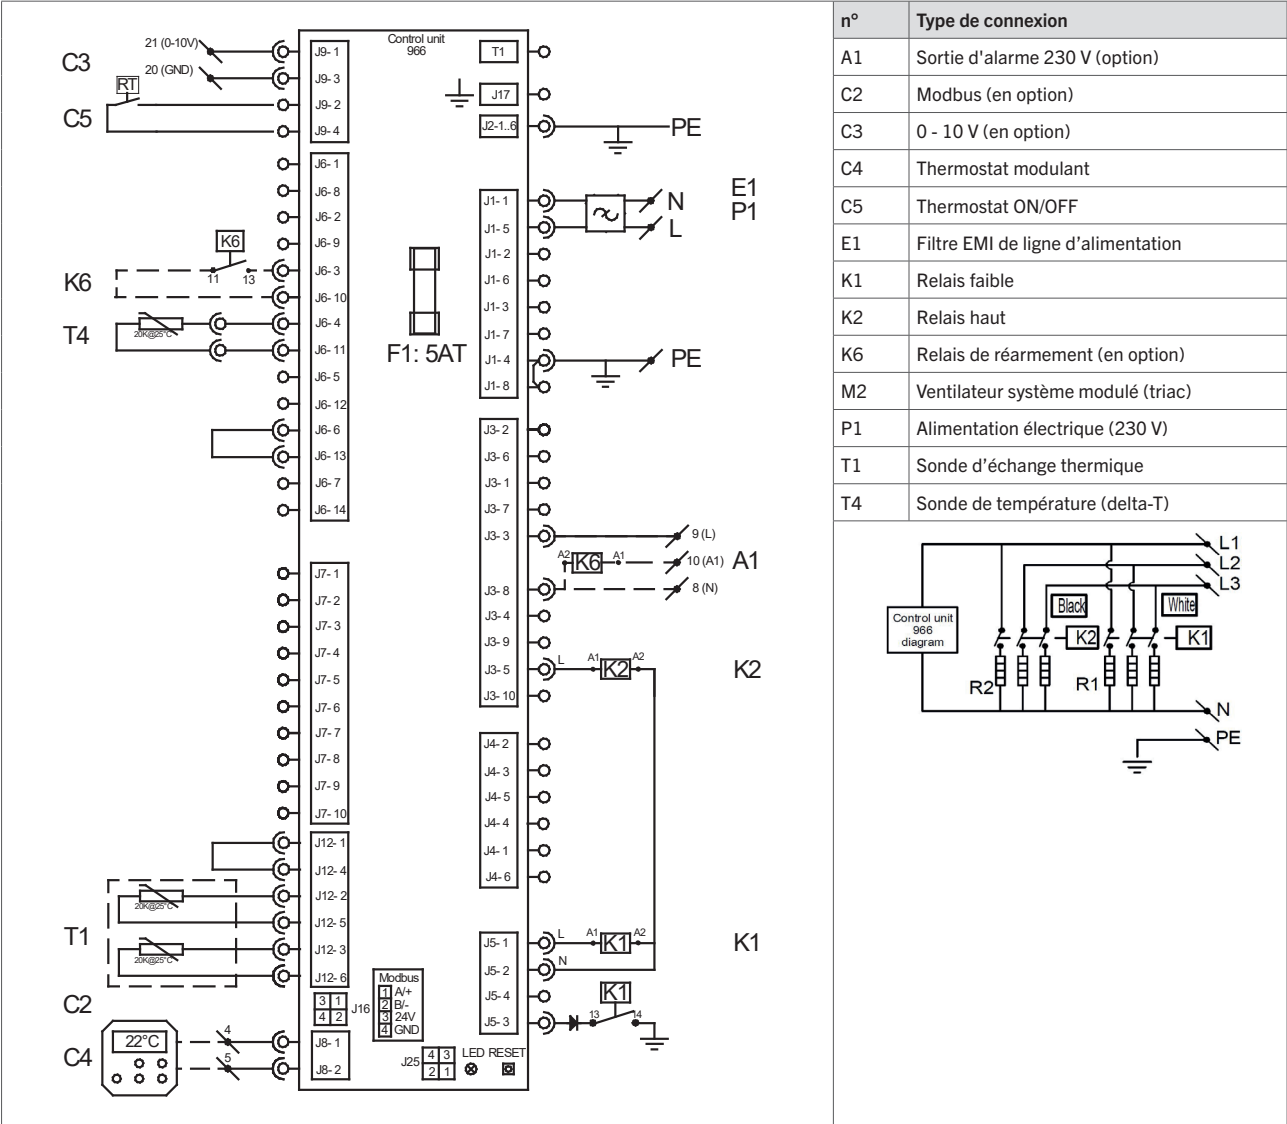 Control unit
966
C3
21 (0-10V)
20 (GND)
RT
C5
J9- 1
J9- 3
J9- 2
J9- 4
J6- 1
J6- 8
J6- 2
J6- 9
J6- 3
J6- 10
J6- 4
J6- 11
J6- 5
J6- 12
J6- 6
J6- 13
J6- 7
J6- 14
K6
K6
11 13
T4
20K@25°C
J7- 1
J7- 2
J7- 3
J7- 4
J7- 5
J7- 6
J7- 7
J7- 8
J7- 9
J7- 10
J12- 1
J12- 4
J12- 2
J12- 5
J12- 3
J12- 6
T1
20K@25°C
20K@25°C
C2
3 1
4 2
J16
Modbus
1 A/+
2 B/-
3 24V
4 GND
C4
22°C
4
5
J8- 1
J8- 2
J25
4 3
2 1
LED RESET
F1: 5AT
T1
J17
J2-1..6
PE
J1- 1
J1- 5
J1- 2
J1- 6
J1- 3
J1- 7
J1- 4
J1- 8
N
L
E1
P1
PE
J3- 2
J3- 6
J3- 1
J3- 7
J3- 3
J3- 8
J3- 4
J3- 9
J3- 5
J3- 10
9 (L)
A2 K6 A1 10 (A1) A1
8 (N)
L A1 K2 A2 K2
J4- 2
J4- 3
J4- 5
J4- 4
J4- 1
J4- 6
J5- 1
J5- 2
J5- 4
J5- 3
L A1 K1 A2 K1
N
K1
13 14
n° Type de connexion
A1 Sortie d'alarme 230 V (option)
C2 Modbus (en option)
C3 0 - 10 V (en option)
C4 Thermostat modulant
C5 Thermostat ON/OFF
E1 Filtre EMI de ligne d’alimentation
K1 Relais faible
K2 Relais haut
K6 Relais de réarmement (en option)
M2 Ventilateur système modulé (triac)
P1 Alimentation électrique (230 V)
T1 Sonde d’échange thermique
T4 Sonde de température (delta-T)
L1
L2
L3
Black White
Control unit
966
diagram
K2 K1
R2 R1
N
PE